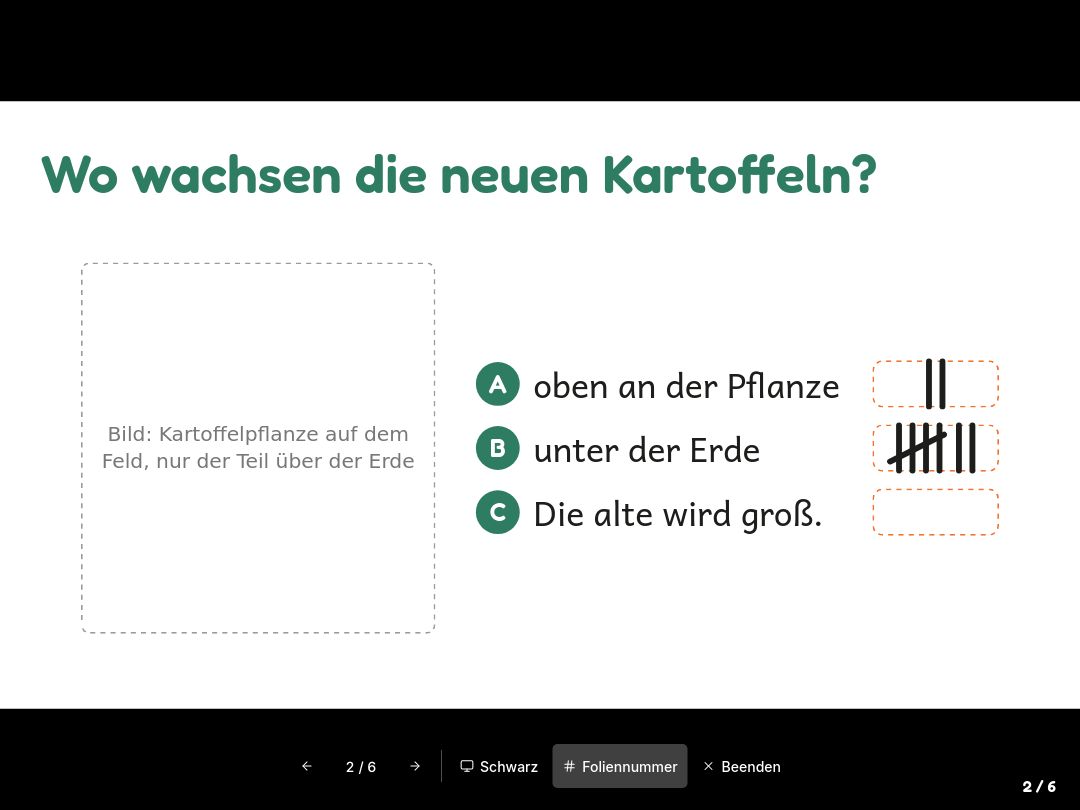 Wo wachsen die neuen Kartoffeln?
Bild: Kartoffelpflanze auf dem
Feld, nur der Teil über der Erde
A oben an der Pflanze
B unter der Erde
C Die alte wird groß.
2 / 6
Schwarz
Foliennummer
Beenden
2 / 6